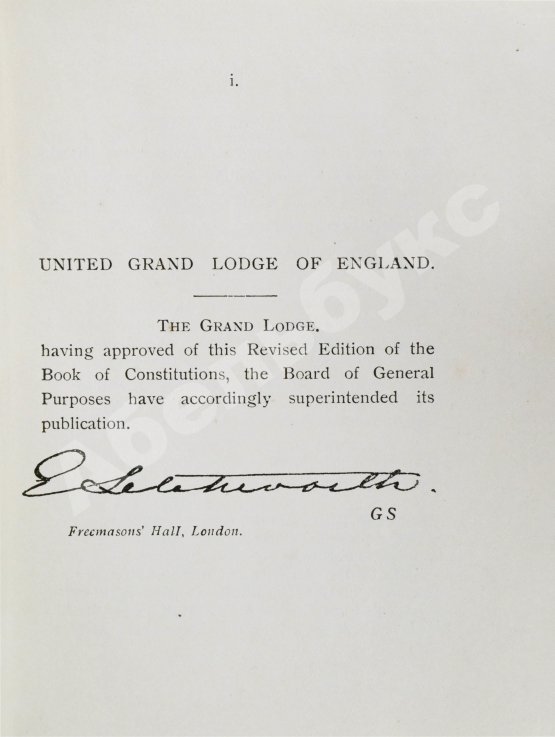 i.
UNITED GRAND LODGE OF ENGLAND.
THE GRAND LODGE,
having approved of this Revised Edition of the
Book of Constitutions, the Board of General
Purposes have accordingly superintended its
publication.
E Letchworth.
GS
Freemasons' Hall, London.
Абельбукс